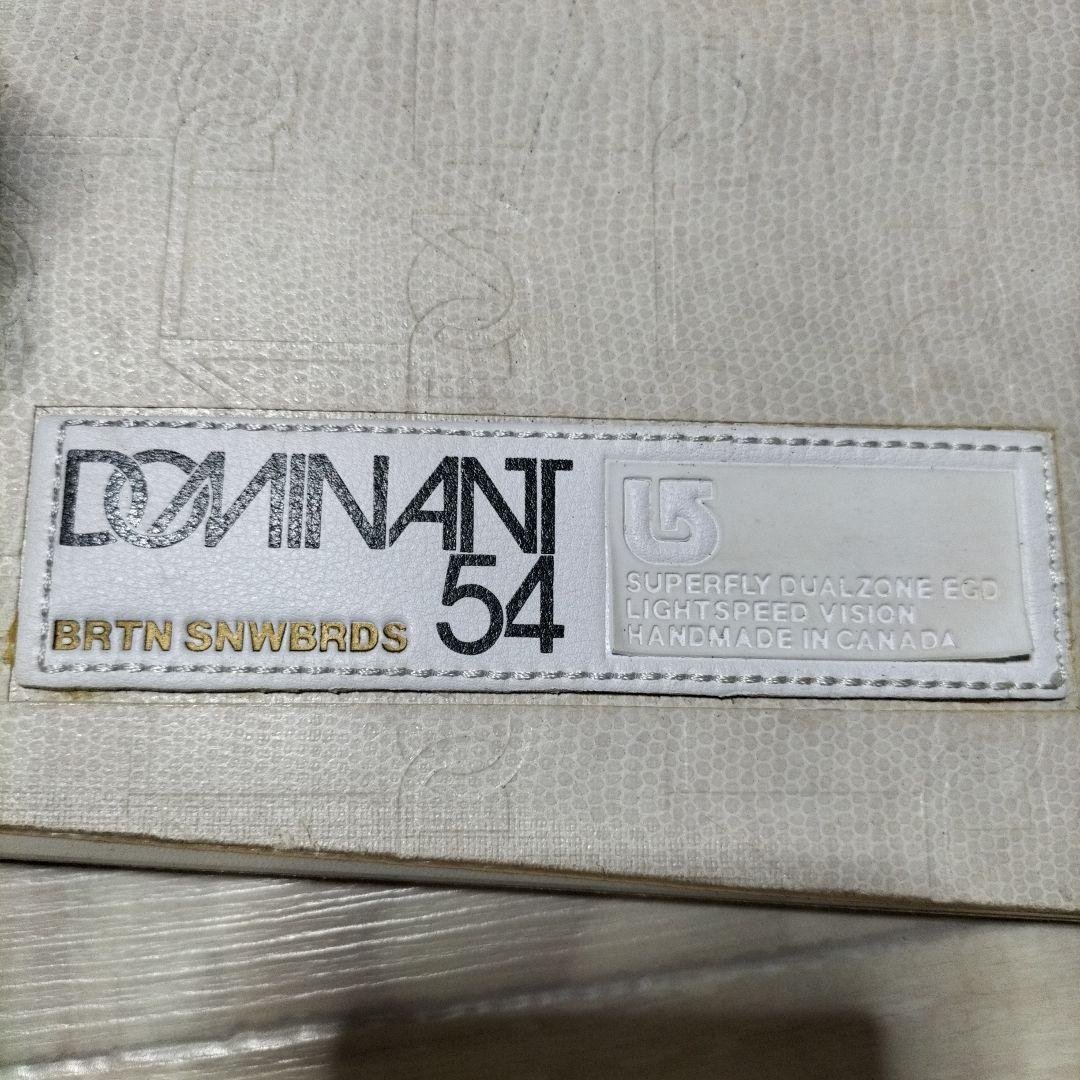 DOMINANT
54
BRTN SNWBRDS
SUPERFLY DUALZONE EGD
LIGHTSPEED VISION
HANDMADE IN CANADA